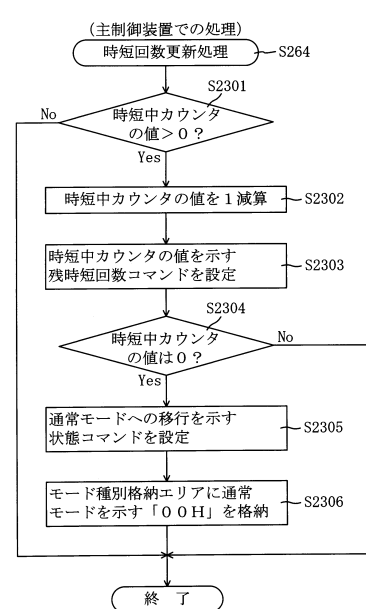 (主制御装置での処理)
時短回数更新処理
S264
S2301
No
時短中カウンタ
の値>0?
Yes
時短中カウンタの値を1減算
S2302
時短中カウンタの値を示す
残時短回数コマンドを設定
S2303
S2304
時短中カウンタ
の値は0?
No
Yes
通常モードへの移行を示す
状態コマンドを設定
S2305
モード種別格納エリアに通常
モードを示す「00H」を格納
S2306
終 了